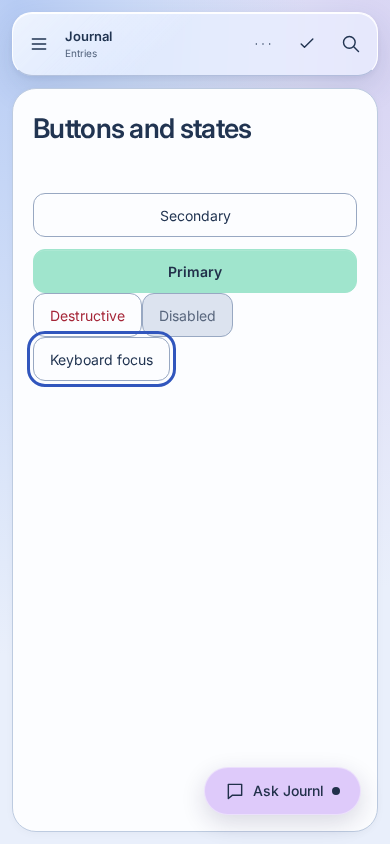 Journal
Entries
Buttons and states
Secondary
Primary
Destructive
Disabled
Keyboard focus
Ask Journl